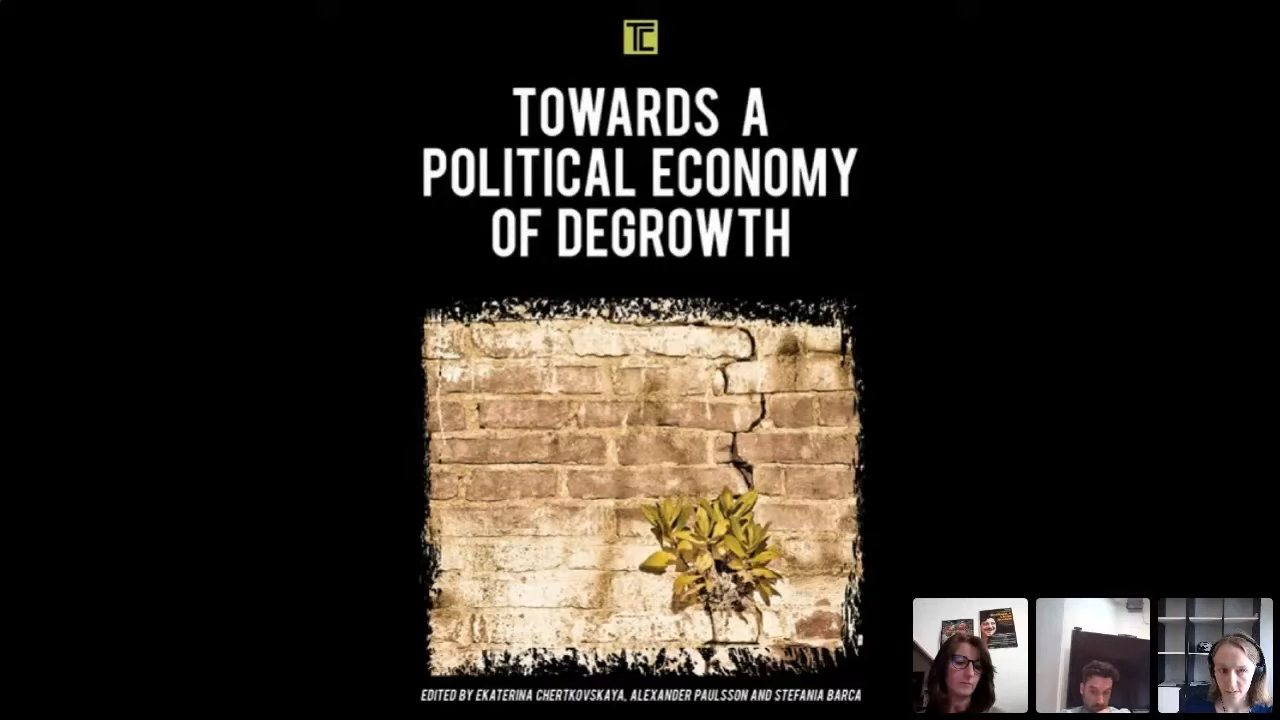 TC
TOWARDS A
POLITICAL ECONOMY
OF DEGROWTH
EDITED BY EKATERINA CHERTKOVSKAYA, ALEXANDER PAULSSON AND STEFANIA BARCA